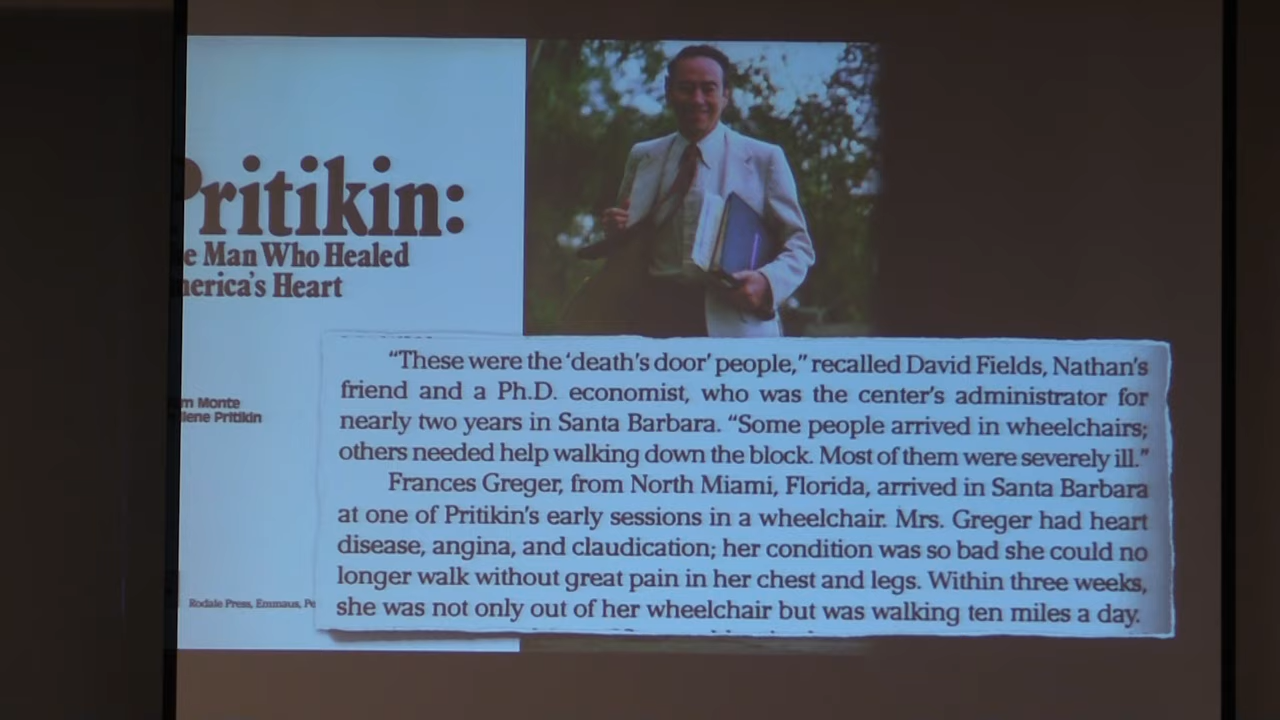 Pritikin:
e Man Who Healed
merica's Heart
m Monte
lene Pritikin
Rodale Press, Emmaus, Pe
"These were the 'death's door' people," recalled David Fields, Nathan's
friend and a Ph.D. economist, who was the center's administrator for
nearly two years in Santa Barbara. "Some people arrived in wheelchairs;
others needed help walking down the block. Most of them were severely ill."
Frances Greger, from North Miami, Florida, arrived in Santa Barbara
at one of Pritikin's early sessions in a wheelchair. Mrs. Greger had heart
disease, angina, and claudication; her condition was so bad she could no
longer walk without great pain in her chest and legs. Within three weeks,
she was not only out of her wheelchair but was walking ten miles a day.